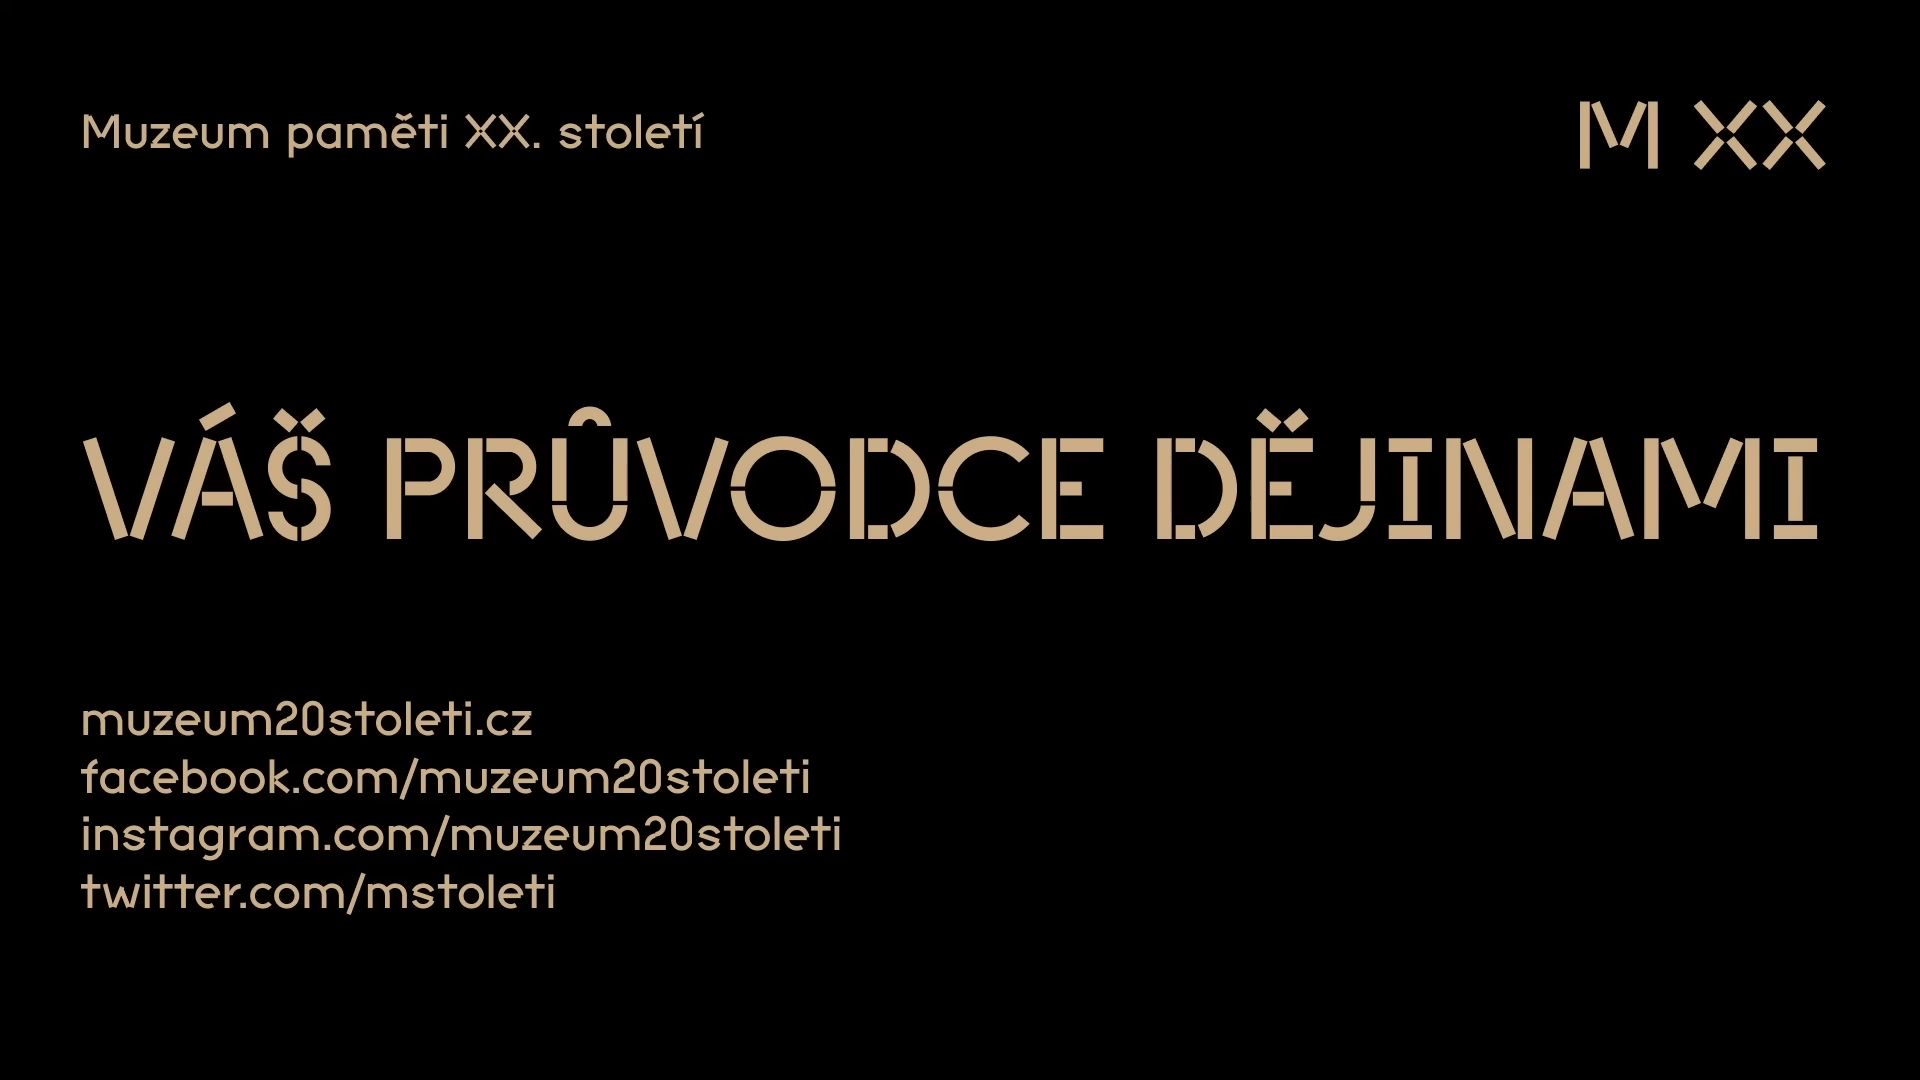 Muzeum paměti XX. století
M XX
VÁŠ PRŮVODCE DĚJINAMI
muzeum20stoleti.cz
facebook.com/muzeum20stoleti
instagram.com/muzeum20stoleti
twitter.com/mstoleti